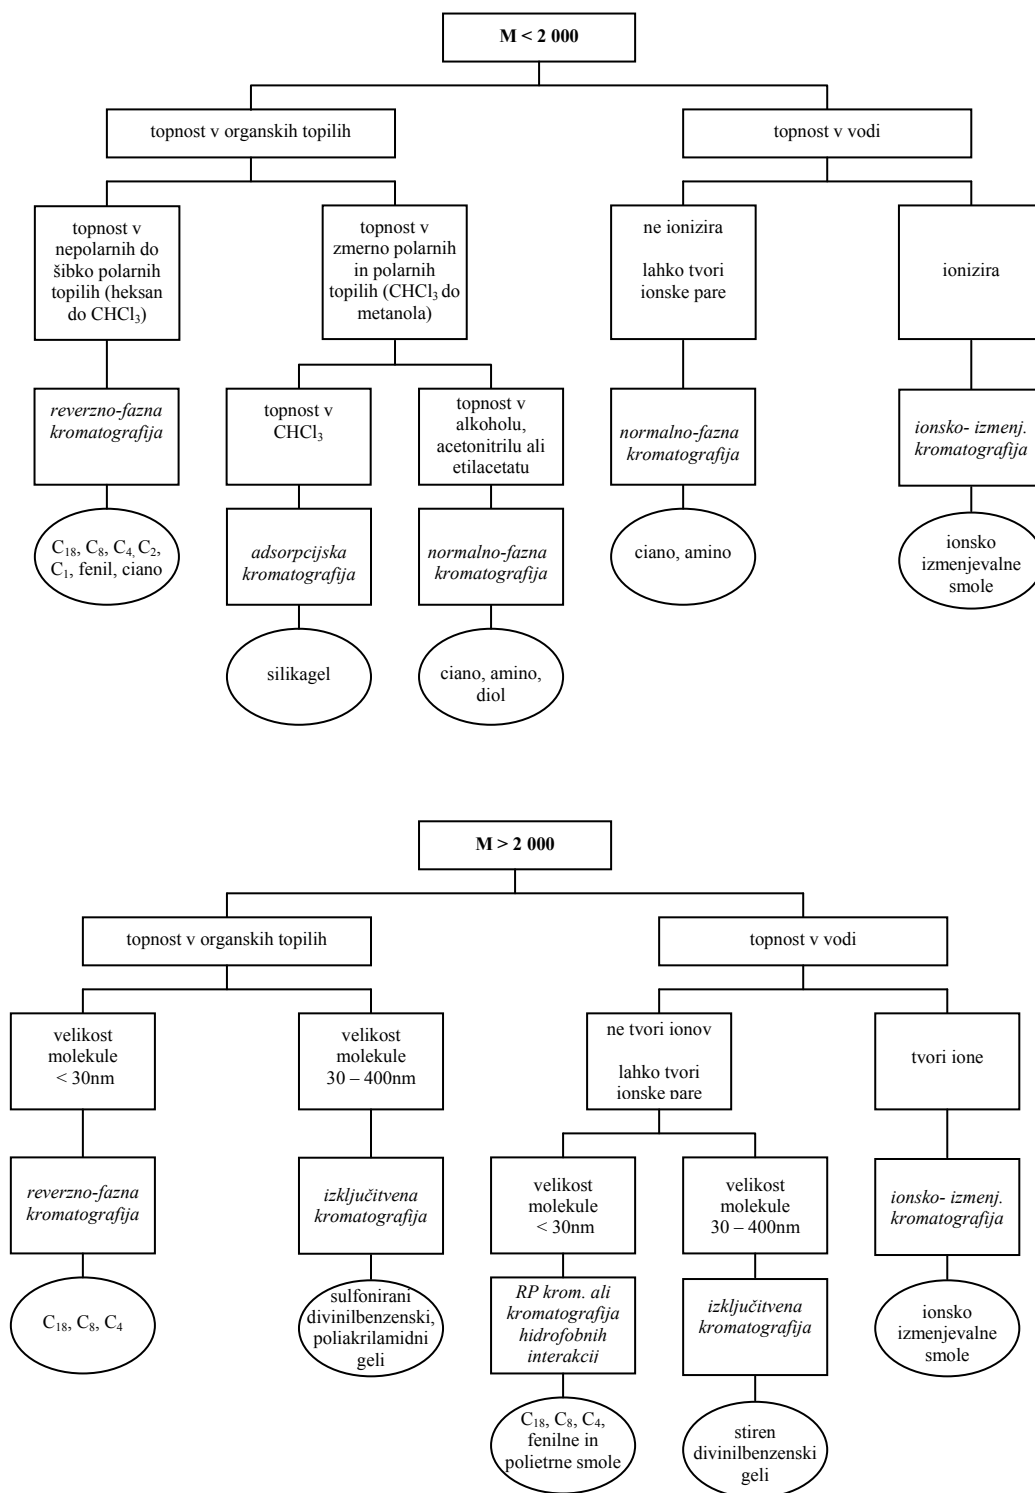 M < 2 000
topnost v organskih topilih
topnost v vodi
topnost v
nepolarnih do
šibko polarnih
topilih (heksan
do CHCl₃)
topnost v
zmerno polarnih
in polarnih
topilih (CHCl₃ do
metanola)
ne ionizira
lahko tvori
ionske pare
ionizira
reverzno-fazna
kromatografija
topnost v
CHCl₃
topnost v
alkoholu,
acetonitrilu ali
etilacetatu
normalno-fazna
kromatografija
ionsko- izmenj.
kromatografija
C₁₈, C₈, C₄, C₂,
C₁, fenil, ciano
adsorpcijska
kromatografija
normalno-fazna
kromatografija
ciano, amino
ionsko
izmenjevalne
smole
silikagel
ciano, amino,
diol
M > 2 000
topnost v organskih topilih
topnost v vodi
velikost
molekule
< 30nm
velikost
molekule
30 – 400nm
ne tvori ionov
lahko tvori
ionske pare
tvori ione
reverzno-fazna
kromatografija
izključitvena
kromatografija
velikost
molekule
< 30nm
velikost
molekule
30 – 400nm
ionsko- izmenj.
kromatografija
C₁₈, C₈, C₄
sulfonirani
divinilbenzenski,
poliakrilamidni
geli
RP krom. ali
kromatografija
hidrofobnih
interakcij
izključitvena
kromatografija
ionsko
izmenjevalne
smole
C₁₈, C₈, C₄,
fenilne in
polietrne smole
stiren
divinilbenzenski
geli